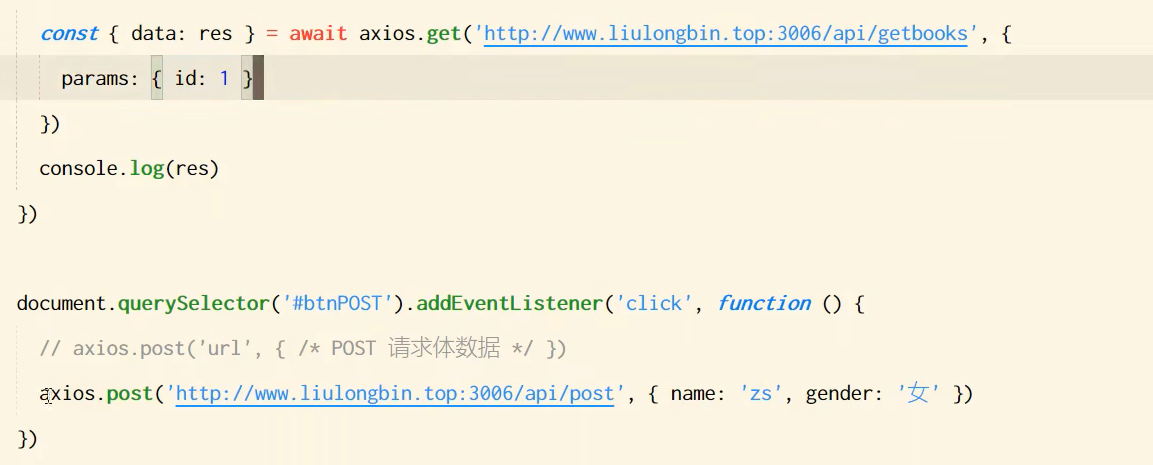 const { data: res } = await axios.get('http://www.liulongbin.top:3006/api/getbooks', {
params: { id: 1 }
})
console.log(res)
})
document.querySelector('#btnPOST').addEventListener('click', function () {
// axios.post('url', { /* POST 请求体数据 */ })
axios.post('http://www.liulongbin.top:3006/api/post', { name: 'zs', gender: '女' })
})